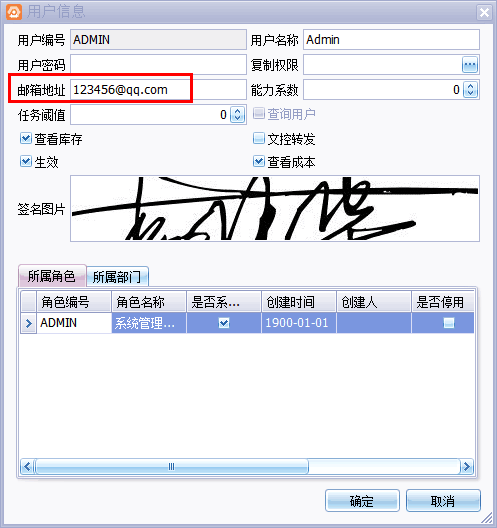 用户信息
用户编号 ADMIN 用户名称 Admin
用户密码 复制权限 ...
邮箱地址 123456@qq.com 能力系数 0
任务阈值 0 查询用户
查看库存 文控转发
生效 查看成本
签名图片
所属角色 所属部门
角色编号 角色名称 是否系... 创建时间 创建人 是否停用
ADMIN 系统管理... 1900-01-01
确定 取消